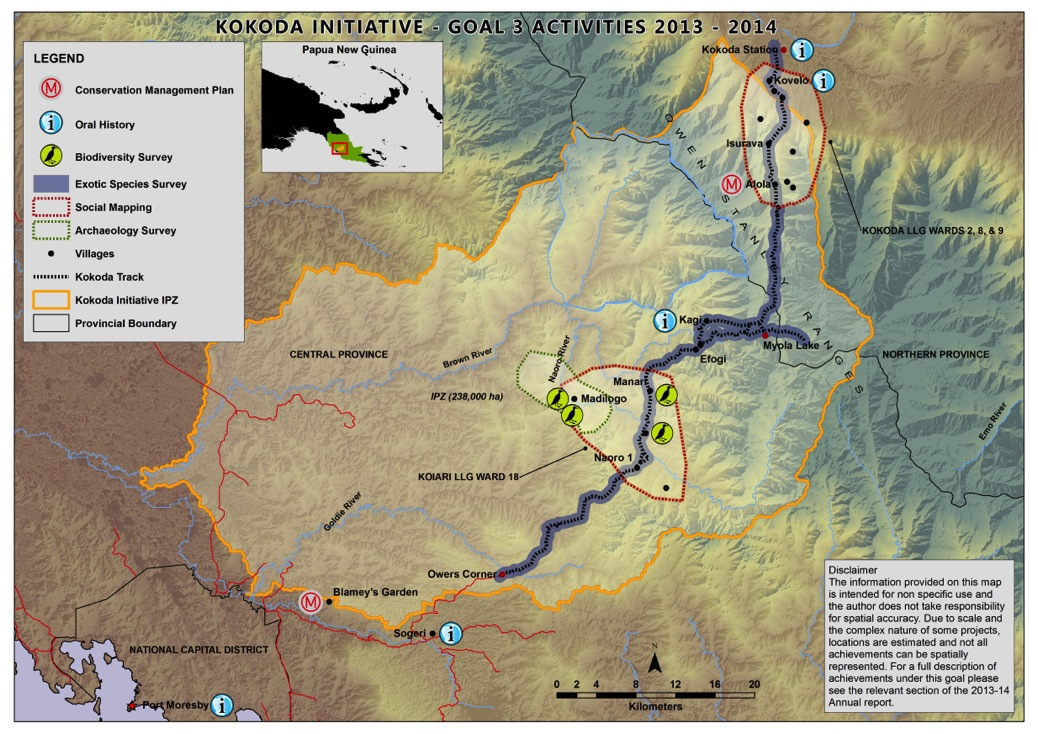 KOKODA INITIATIVE - GOAL 3 ACTIVITIES 2013 - 2014
LEGEND
Conservation Management Plan
Oral History
Biodiversity Survey
Exotic Species Survey
Social Mapping
Archaeology Survey
Villages
Kokoda Track
Kokoda Initiative IPZ
Provincial Boundary
Papua New Guinea
Kokoda Station
Kovelo
Isurava
Alola
KOKODA LLG WARDS 2, 8, & 9
OWEN STANLEY RANGES
Kagi
Myola Lake
Efogi
NORTHERN PROVINCE
CENTRAL PROVINCE
Brown River
Naoro River
IPZ (238,000 ha)
Manari
Madilogo
Naoro 1
KOIARI LLG WARD 18
Emo River
Goldie River
Owers Corner
Blamey's Garden
Sogeri
NATIONAL CAPITAL DISTRICT
Port Moresby
N
0 2 4 8 12 16 20
Kilometers
Disclaimer
The information provided on this map
is intended for non specific use and
the author does not take responsibility
for spatial accuracy. Due to scale and
the complex nature of some projects,
locations are estimated and not all
achievements can be spatially
represented. For a full description of
achievements under this goal please
see the relevant section of the 2013-14
Annual report.